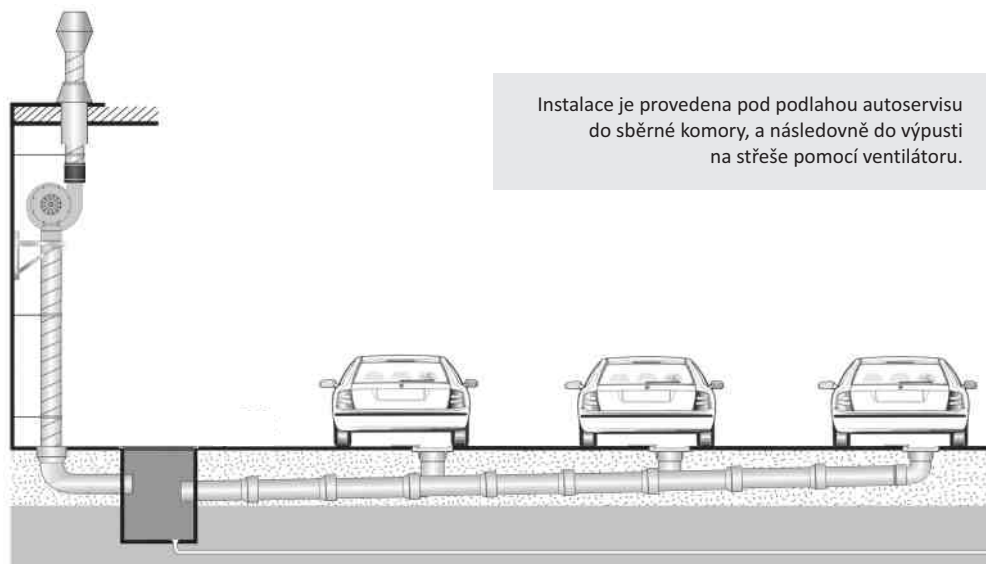 Instalace je provedena pod podlahou autoservisu
do sběrné komory, a následovně do výpusti
na střeše pomocí ventilátoru.